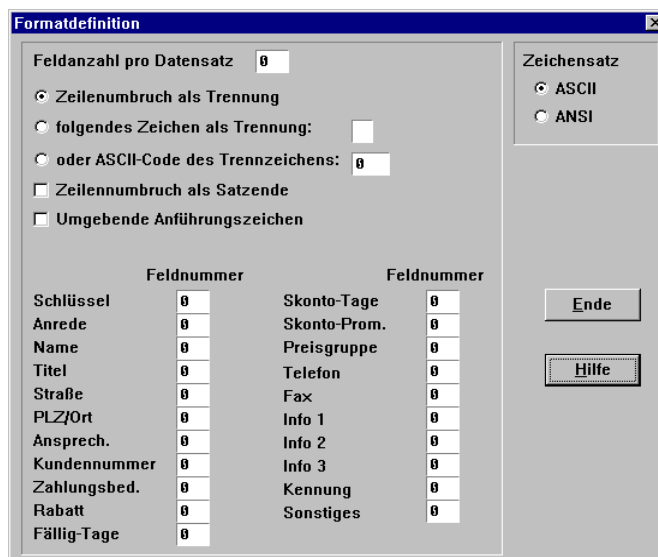 Formatdefinition
Feldanzahl pro Datensatz 0
Zeilenumbruch als Trennung
folgendes Zeichen als Trennung:
oder ASCII-Code des Trennzeichens: 0
Zeilennumbruch als Satzende
Umgebende Anführungszeichen
Zeichensatz
ASCII
ANSI
Feldnummer Feldnummer
Schlüssel 0 Skonto-Tage 0
Anrede 0 Skonto-Prom. 0
Name 0 Preisgruppe 0
Titel 0 Telefon 0
Straße 0 Fax 0
PLZ/Ort 0 Info 1 0
Ansprech. 0 Info 2 0
Kundennummer 0 Info 3 0
Zahlungsbed. 0 Kennung 0
Rabatt 0 Sonstiges 0
Fällig-Tage 0
Ende
Hilfe